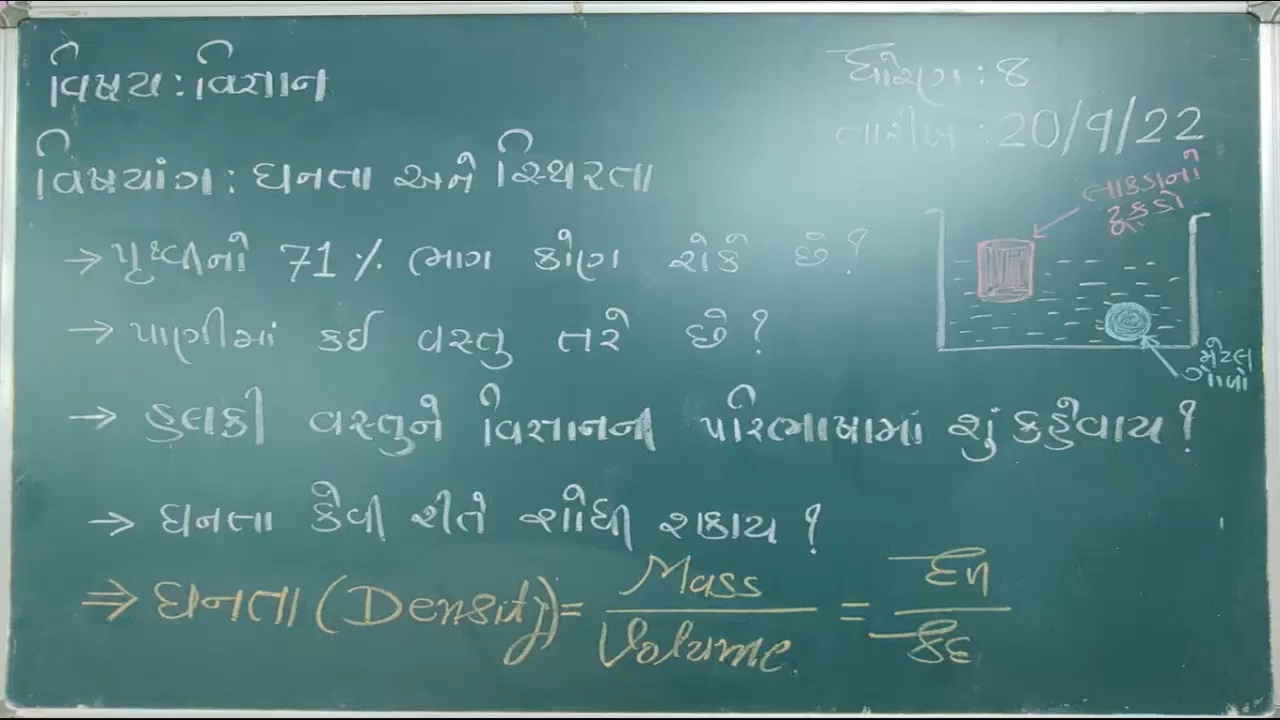 વિષય : વિજ્ઞાન
ધોરણ : ૪
તારીખ : 20/9/22
વિષયાંગ : ઘનતા અને સ્થિરતા
લાકડાનો
ટૂકડો
→ પૃથ્વીનો 71 % ભાગ કોણ રોકે છે ?
→ પાણીમાં કઈ વસ્તુ તરે છે ?
મેટલ
ગોળો
→ હલકી વસ્તુને વિજ્ઞાનની પરિભાષામાં શું કહેવાય ?
→ ઘનતા કેવી રીતે શોધી શકાય ?
⇒ ઘનતા (Density) = Mass / Volume = દળ / કદ